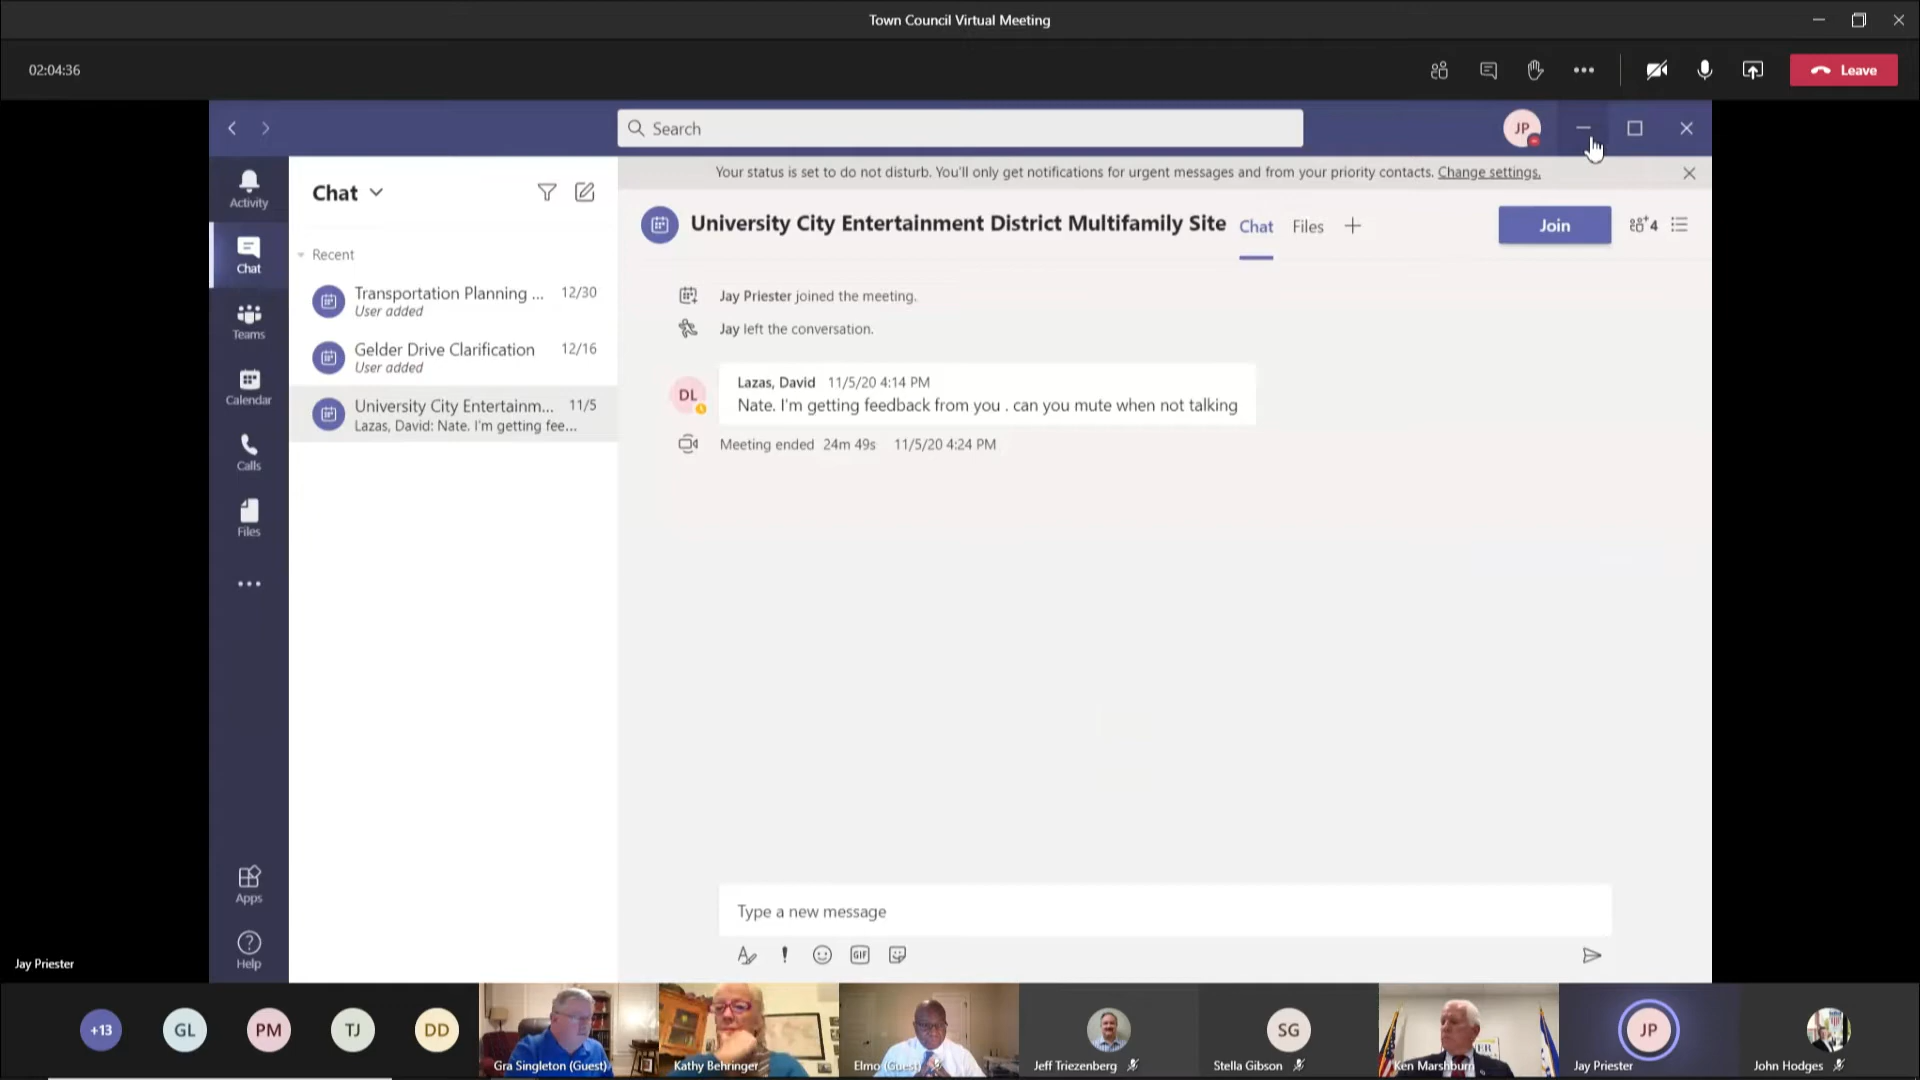 Town Council Virtual Meeting
02:04:36
Leave
Search
JP
Your status is set to do not disturb. You'll only get notifications for urgent messages and from your priority contacts. Change settings.
Activity
Chat
Teams
Calendar
Calls
Files
Apps
Help
Chat
Recent
Transportation Planning ... 12/30
User added
Gelder Drive Clarification 12/16
User added
University City Entertainm... 11/5
Lazas, David: Nate. I'm getting fee...
University City Entertainment District Multifamily Site Chat Files
Join
4
Jay Priester joined the meeting.
Jay left the conversation.
DL
Lazas, David 11/5/20 4:14 PM
Nate. I'm getting feedback from you . can you mute when not talking
Meeting ended 24m 49s 11/5/20 4:24 PM
Type a new message
GIF
Jay Priester
+13 GL PM TJ DD
SG
JP
Gra Singleton (Guest) Kathy Behringer Elmo (Guest) Jeff Triezenberg Stella Gibson Ken Marshburn Jay Priester John Hodges